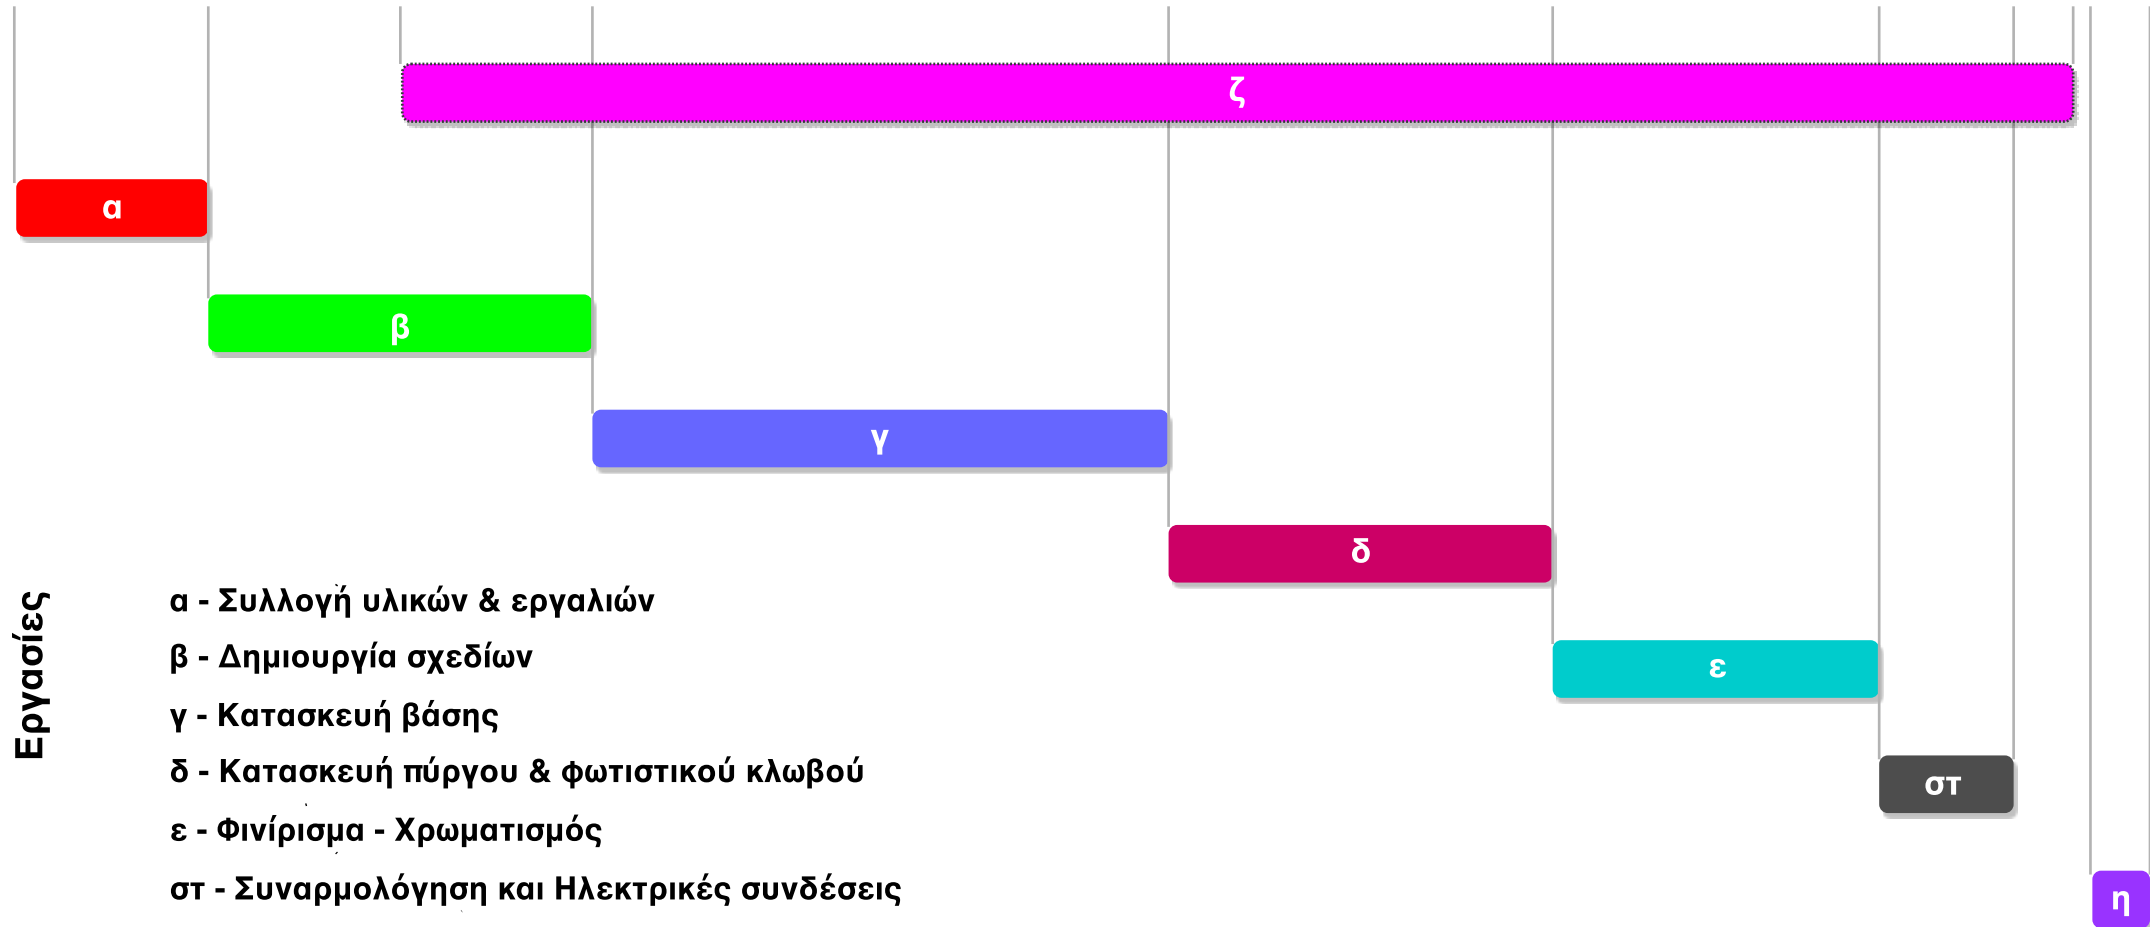 ζ
α
β
γ
δ
ε
στ
η
Εργασίες
α - Συλλογή υλικών & εργαλιών
β - Δημιουργία σχεδίων
γ - Κατασκευή βάσης
δ - Κατασκευή πύργου & φωτιστικού κλωβού
ε - Φινίρισμα - Χρωματισμός
στ - Συναρμολόγηση και Ηλεκτρικές συνδέσεις